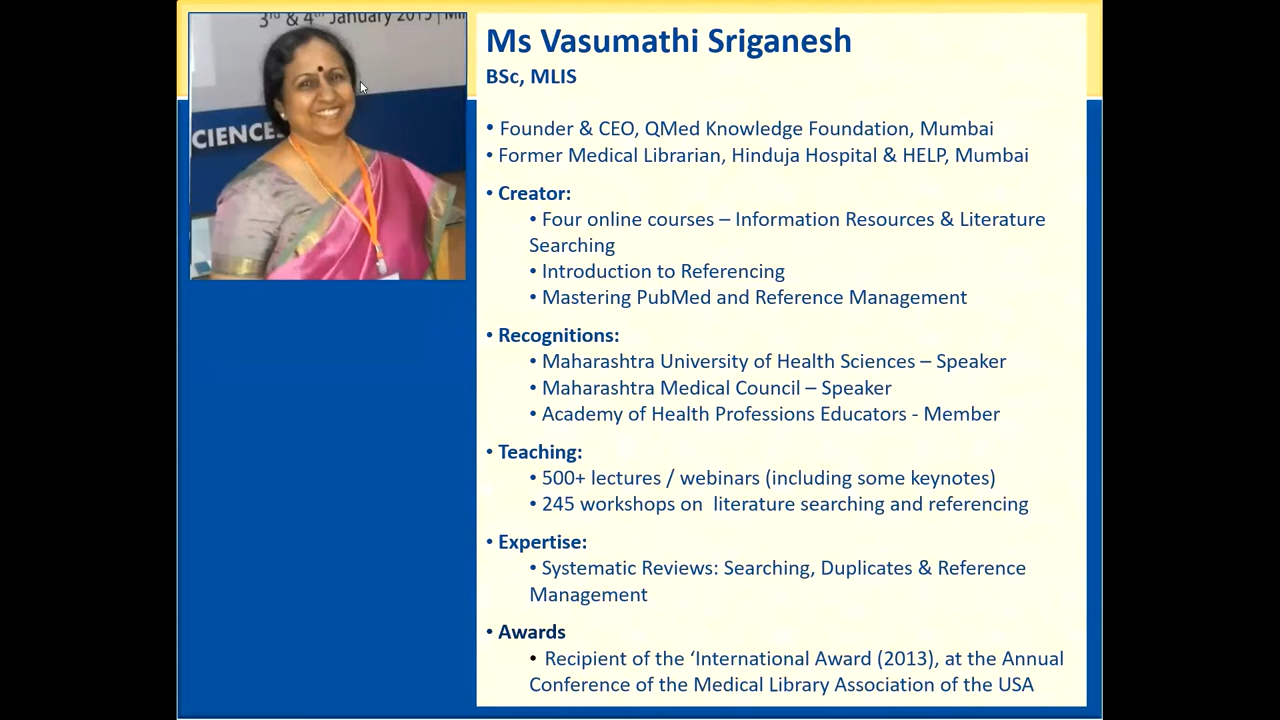 3rd & 4th January 2015 |
CIENCES
Ms Vasumathi Sriganesh
BSc, MLIS
• Founder & CEO, QMed Knowledge Foundation, Mumbai
• Former Medical Librarian, Hinduja Hospital & HELP, Mumbai
• Creator:
• Four online courses – Information Resources & Literature
Searching
• Introduction to Referencing
• Mastering PubMed and Reference Management
• Recognitions:
• Maharashtra University of Health Sciences – Speaker
• Maharashtra Medical Council – Speaker
• Academy of Health Professions Educators - Member
• Teaching:
• 500+ lectures / webinars (including some keynotes)
• 245 workshops on  literature searching and referencing
• Expertise:
• Systematic Reviews: Searching, Duplicates & Reference
Management
• Awards
• Recipient of the ‘International Award (2013), at the Annual
Conference of the Medical Library Association of the USA